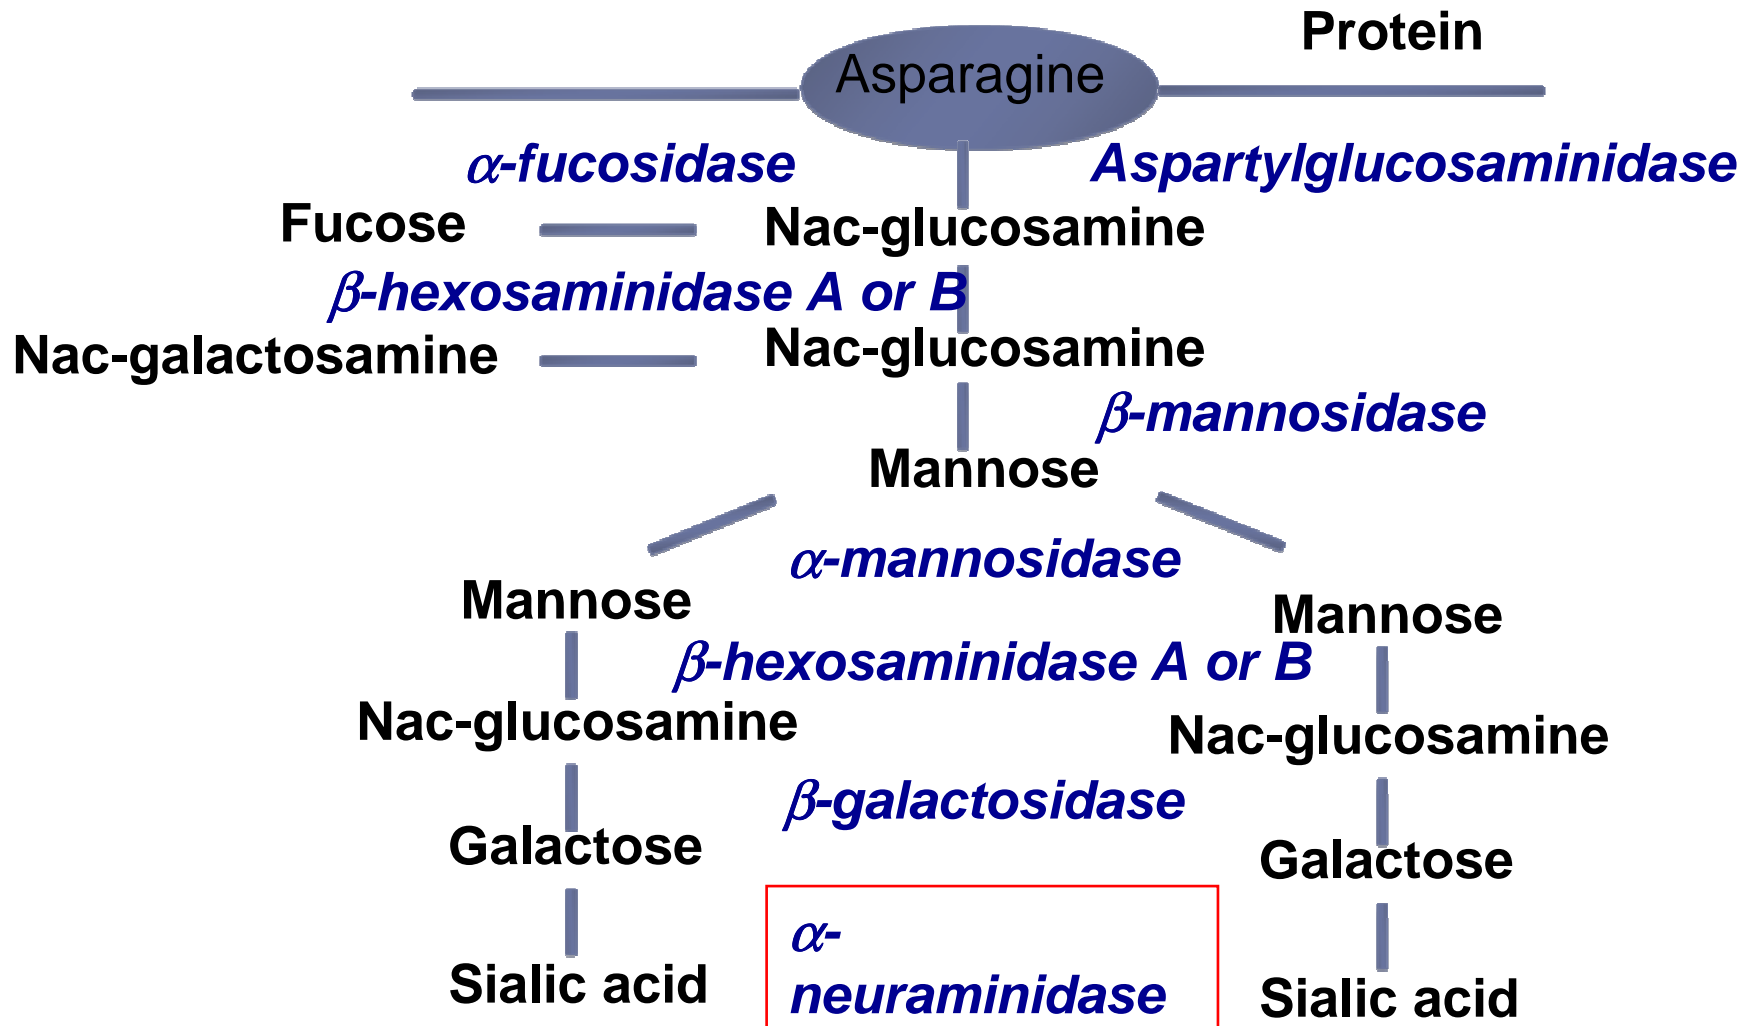 Protein
Asparagine
α-fucosidase
Aspartylglucosaminidase
Fucose
Nac-glucosamine
β-hexosaminidase A or B
Nac-galactosamine
Nac-glucosamine
β-mannosidase
Mannose
α-mannosidase
Mannose
Mannose
β-hexosaminidase A or B
Nac-glucosamine
Nac-glucosamine
β-galactosidase
Galactose
Galactose
α-
neuraminidase
Sialic acid
Sialic acid